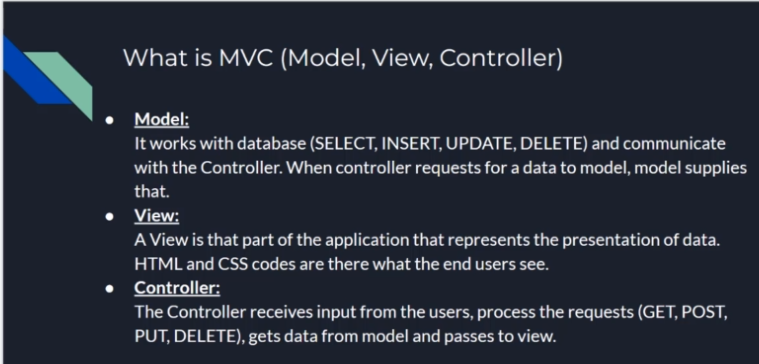 What is MVC (Model, View, Controller)
● Model:
It works with database (SELECT, INSERT, UPDATE, DELETE) and communicate
with the Controller. When controller requests for a data to model, model supplies
that.
● View:
A View is that part of the application that represents the presentation of data.
HTML and CSS codes are there what the end users see.
● Controller:
The Controller receives input from the users, process the requests (GET, POST,
PUT, DELETE), gets data from model and passes to view.